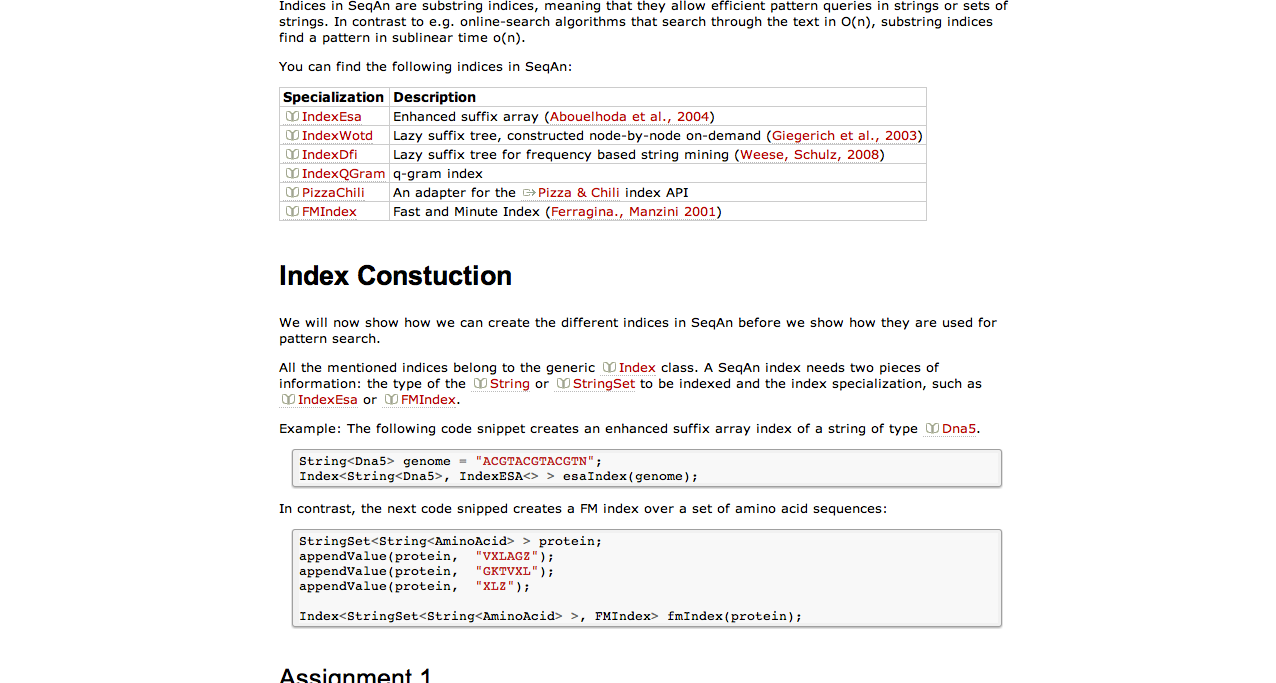 Indices in SeqAn are substring indices, meaning that they allow efficient pattern queries in strings or sets of
strings. In contrast to e.g. online-search algorithms that search through the text in O(n), substring indices
find a pattern in sublinear time o(n).
You can find the following indices in SeqAn:
Specialization Description
IndexEsa Enhanced suffix array (Abouelhoda et al., 2004)
IndexWotd Lazy suffix tree, constructed node-by-node on-demand (Giegerich et al., 2003)
IndexDfi Lazy suffix tree for frequency based string mining (Weese, Schulz, 2008)
IndexQGram q-gram index
PizzaChili An adapter for the Pizza & Chili index API
FMIndex Fast and Minute Index (Ferragina., Manzini 2001)
Index Constuction
We will now show how we can create the different indices in SeqAn before we show how they are used for
pattern search.
All the mentioned indices belong to the generic Index class. A SeqAn index needs two pieces of
information: the type of the String or StringSet to be indexed and the index specialization, such as
IndexEsa or FMIndex.
Example: The following code snippet creates an enhanced suffix array index of a string of type Dna5.
String<Dna5> genome = "ACGTACGTACGTN";
Index<String<Dna5>, IndexESA<> > esaIndex(genome);
In contrast, the next code snipped creates a FM index over a set of amino acid sequences:
StringSet<String<AminoAcid> > protein;
appendValue(protein, "VXLAGZ");
appendValue(protein, "GKTVXL");
appendValue(protein, "XLZ");
Index<StringSet<String<AminoAcid> >, FMIndex> fmIndex(protein);
Assignment 1